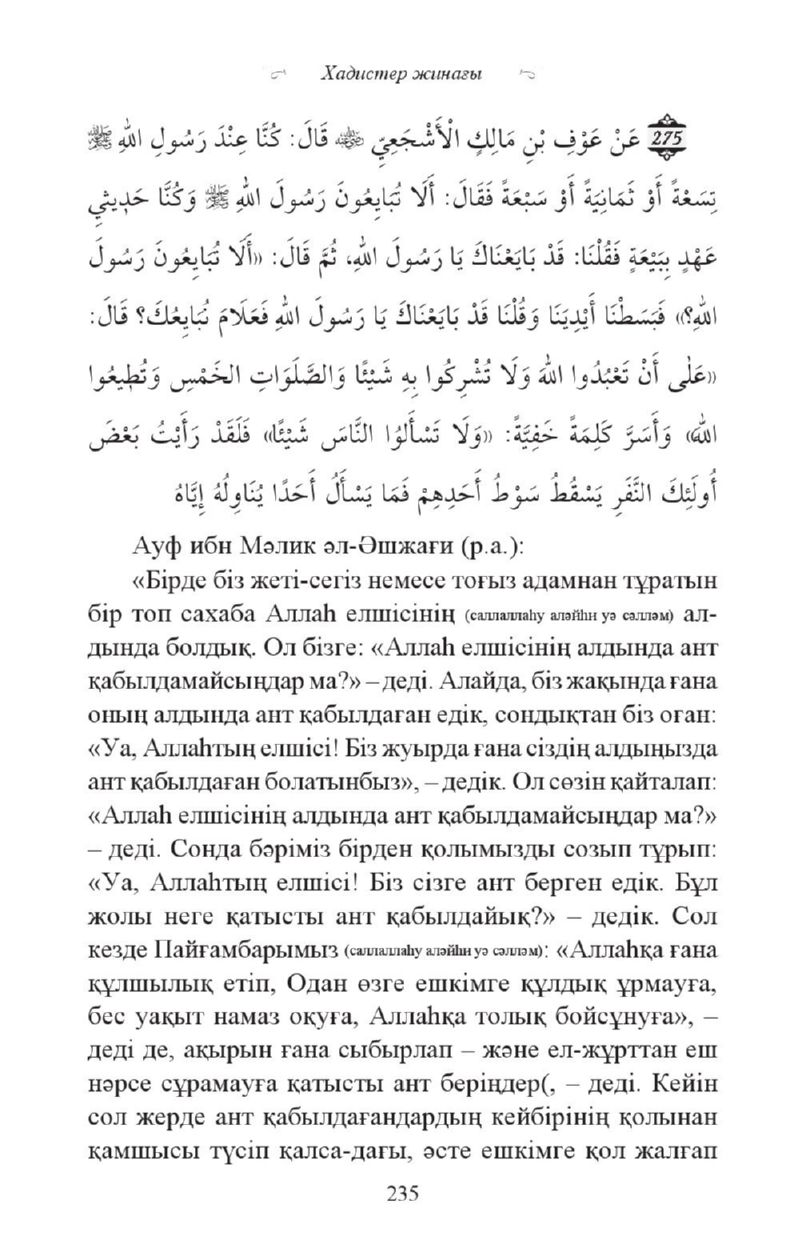 Хадистер жинағы
275 عَنْ عَوْفِ بْنِ مَالِكٍ الْأَشْجَعِيِّ ﵁ قَالَ: كُنَّا عِنْدَ رَسُولِ اللهِ ﷺ
تِسْعَةً أَوْ ثَمَانِيَةً أَوْ سَبْعَةً فَقَالَ: أَلَا تُبَايِعُونَ رَسُولَ اللهِ ﷺ وَكُنَّا حَدِيثِي
عَهْدٍ بِبَيْعَةٍ فَقُلْنَا: قَدْ بَايَعْنَاكَ يَا رَسُولَ اللهِ، ثُمَّ قَالَ: «أَلَا تُبَايِعُونَ رَسُولَ
اللهِ؟» فَبَسَطْنَا أَيْدِيَنَا وَقُلْنَا قَدْ بَايَعْنَاكَ يَا رَسُولَ اللهِ فَعَلَامَ نُبَايِعُكَ؟ قَالَ:
«عَلٰى أَنْ تَعْبُدُوا اللهَ وَلَا تُشْرِكُوا بِهِ شَيْئًا وَالصَّلَوَاتِ الخَمْسِ وَتُطِيعُوا
اللهَ» وَأَسَرَّ كَلِمَةً خَفِيَّةً: «وَلَا تَسْأَلُوُا النَّاسَ شَيْئًا» فَلَقَدْ رَأَيْتُ بَعْضَ
أُولَئِكَ النَّفَرِ يَسْقُطُ سَوْطُ أَحَدِهِمْ فَمَا يَسْأَلُ أَحَدًا يُنَاوِلُهُ إِيَّاهُ
Ауф ибн Мәлик әл-Әшжағи (р.а.):
«Бірде біз жеті-сегіз немесе тоғыз адамнан тұратын
бір топ сахаба Аллаһ елшісінің (саллаллаһу аләйһи уә сәлләм) ал-
дында болдық. Ол бізге: «Аллаһ елшісінің алдында ант
қабылдамайсыңдар ма?» – деді. Алайда, біз жақында ғана
оның алдында ант қабылдаған едік, сондықтан біз оған:
«Уа, Аллаһтың елшісі! Біз жуырда ғана сіздің алдыңызда
ант қабылдаған болатынбыз», – дедік. Ол сөзін қайталап:
«Аллаһ елшісінің алдында ант қабылдамайсыңдар ма?»
– деді. Сонда бәріміз бірден қолымызды созып тұрып:
«Уа, Аллаһтың елшісі! Біз сізге ант берген едік. Бұл
жолы неге қатысты ант қабылдайық?» – дедік. Сол
кезде Пайғамбарымыз (саллаллаһу аләйһи уә сәлләм): «Аллаһқа ғана
құлшылық етіп, Одан өзге ешкімге құлдық ұрмауға,
бес уақыт намаз оқуға, Аллаһқа толық бойсұнуға», –
деді де, ақырын ғана сыбырлап – және ел-жұрттан еш
нәрсе сұрамауға қатысты ант беріңдер(, – деді. Кейін
сол жерде ант қабылдағандардың кейбірінің қолынан
қамшысы түсіп қалса-дағы, әсте ешкімге қол жалғап
235